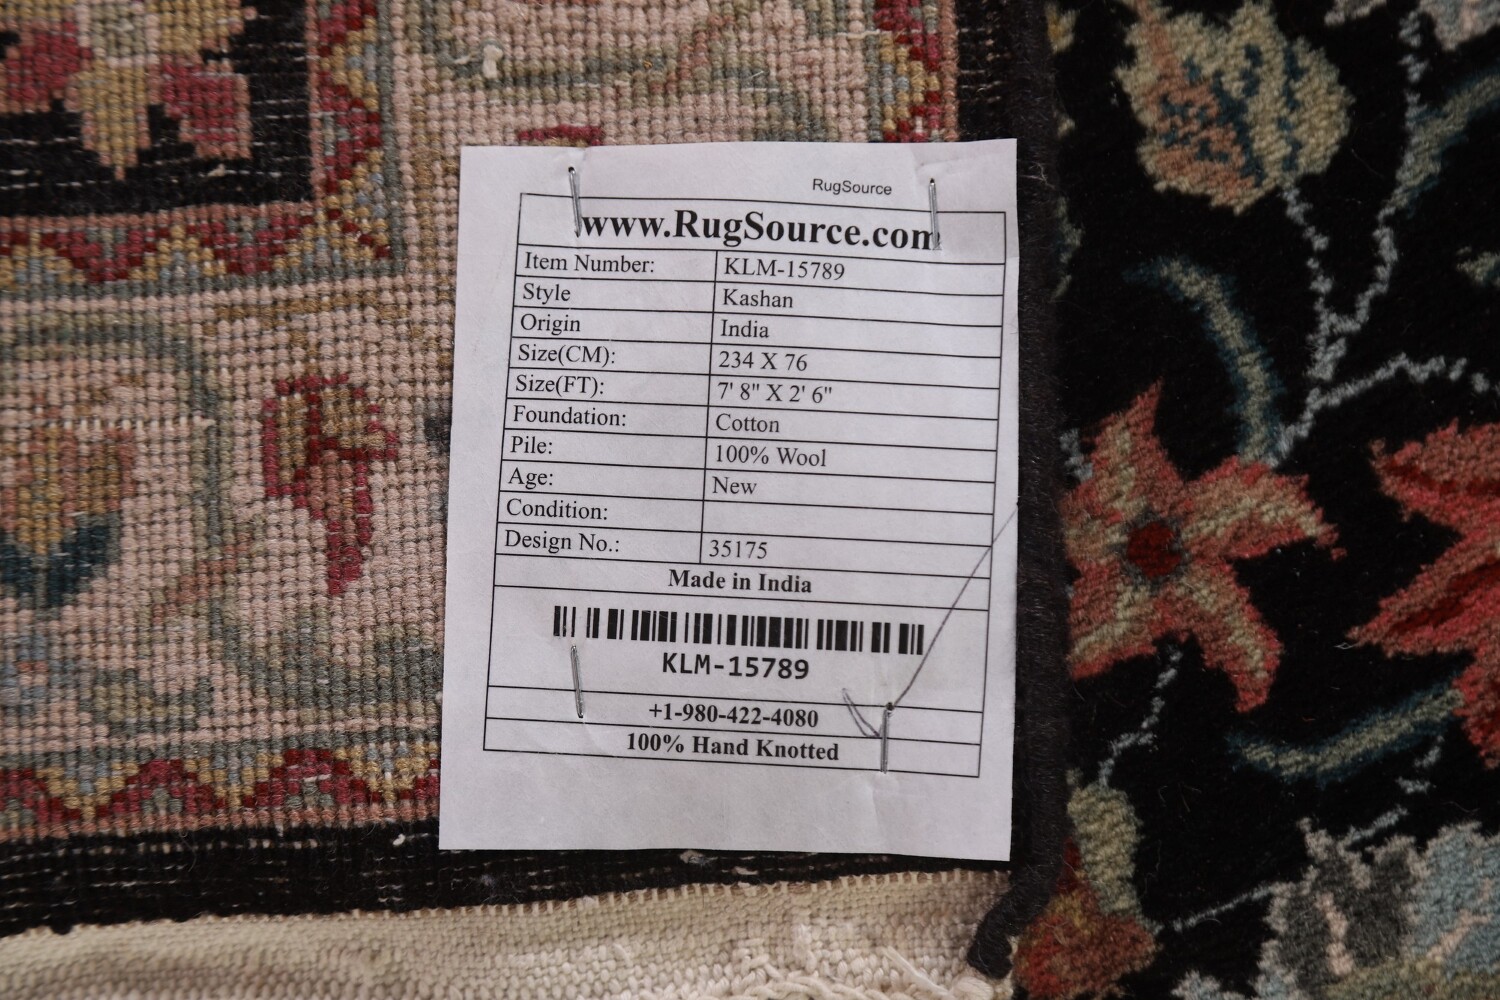 RugSource
www.RugSource.com
Item Number: KLM-15789
Style Kashan
Origin India
Size(CM): 234 X 76
Size(FT): 7' 8" X 2' 6"
Foundation: Cotton
Pile: 100% Wool
Age: New
Condition:
Design No.: 35175
Made in India
KLM-15789
+1-980-422-4080
100% Hand Knotted